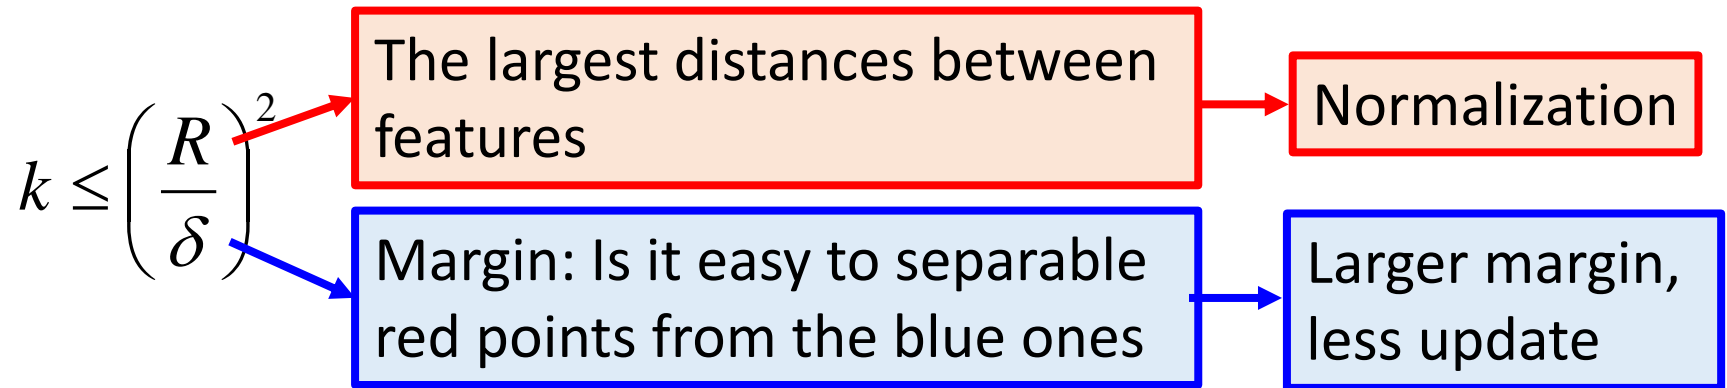 k ≤ (R/δ)²
The largest distances between
features
Normalization
Margin: Is it easy to separable
red points from the blue ones
Larger margin,
less update